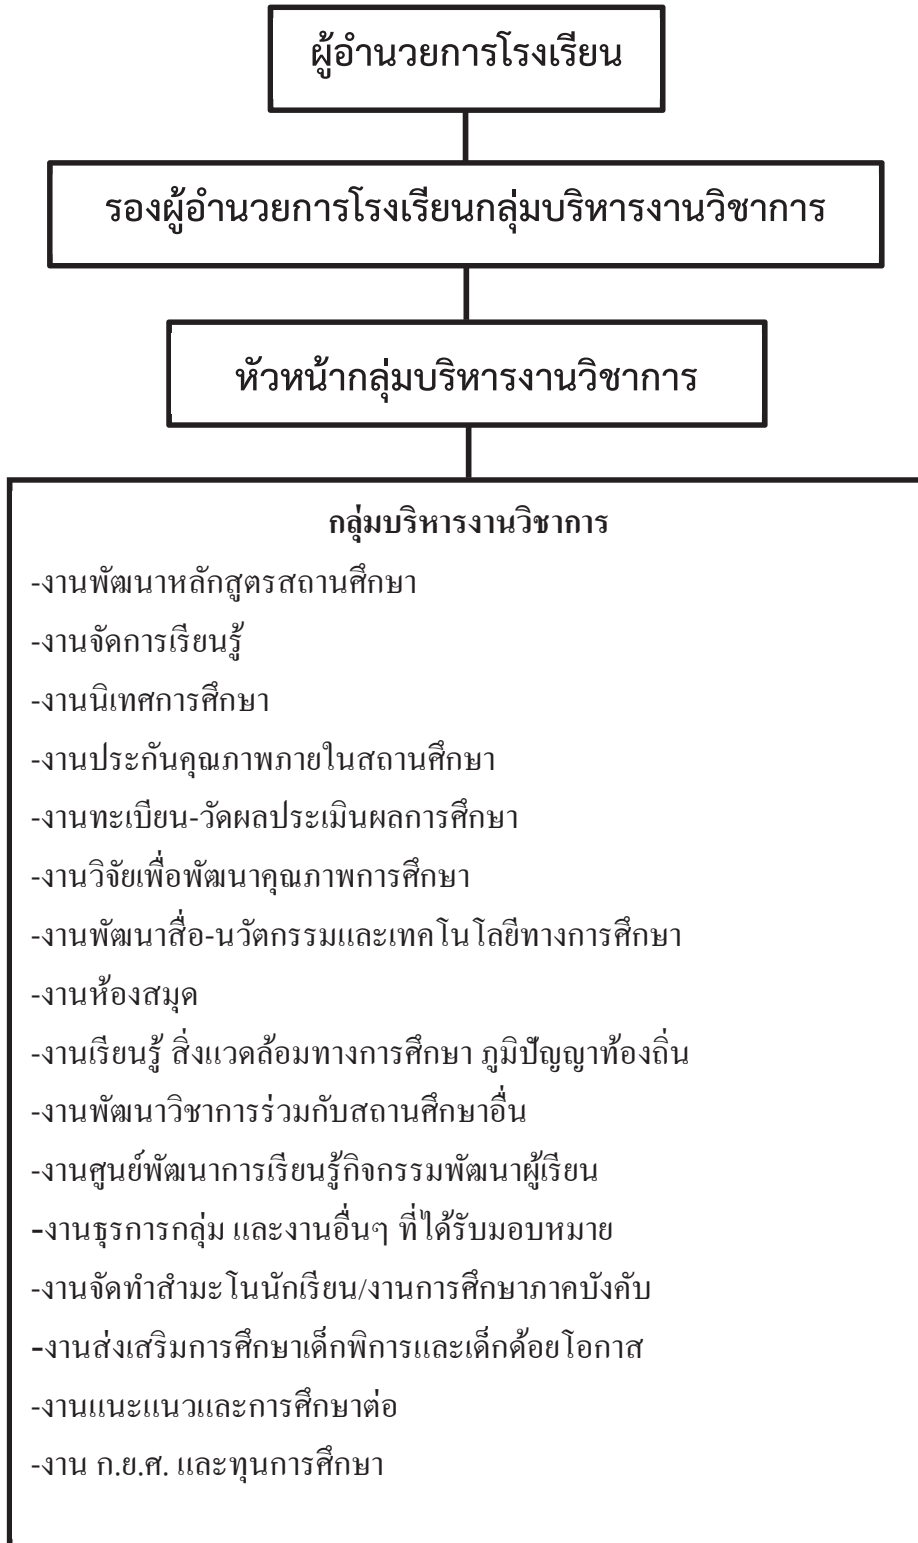 ผู้อำนวยการโรงเรียน
รองผู้อำนวยการโรงเรียนกลุ่มบริหารงานวิชาการ
หัวหน้ากลุ่มบริหารงานวิชาการ
กลุ่มบริหารงานวิชาการ
-งานพัฒนาหลักสูตรสถานศึกษา
-งานจัดการเรียนรู้
-งานนิเทศการศึกษา
-งานประกันคุณภาพภายในสถานศึกษา
-งานทะเบียน-วัดผลประเมินผลการศึกษา
-งานวิจัยเพื่อพัฒนาคุณภาพการศึกษา
-งานพัฒนาสื่อ-นวัตกรรมและเทคโนโลยีทางการศึกษา
-งานห้องสมุด
-งานเรียนรู้ สิ่งแวดล้อมทางการศึกษา ภูมิปัญญาท้องถิ่น
-งานพัฒนาวิชาการร่วมกับสถานศึกษาอื่น
-งานศูนย์พัฒนาการเรียนรู้กิจกรรมพัฒนาผู้เรียน
-งานธุรการกลุ่ม และงานอื่นๆ ที่ได้รับมอบหมาย
-งานจัดทำสำมะโนนักเรียน/งานการศึกษาภาคบังคับ
-งานส่งเสริมการศึกษาเด็กพิการและเด็กด้อยโอกาส
-งานแนะแนวและการศึกษาต่อ
-งาน ก.ย.ศ. และทุนการศึกษา